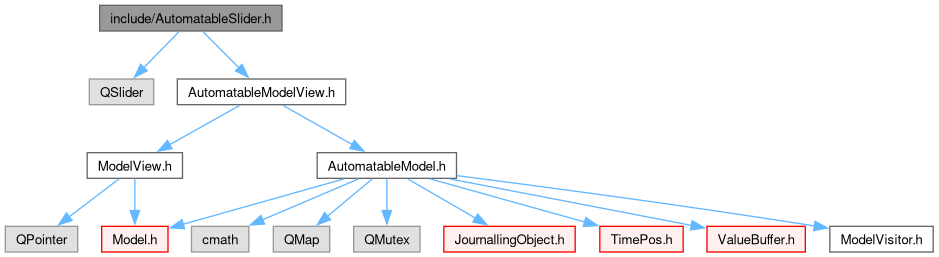 include/AutomatableSlider.h
QSlider
AutomatableModelView.h
ModelView.h
AutomatableModel.h
QPointer
Model.h
cmath
QMap
QMutex
JournallingObject.h
TimePos.h
ValueBuffer.h
ModelVisitor.h